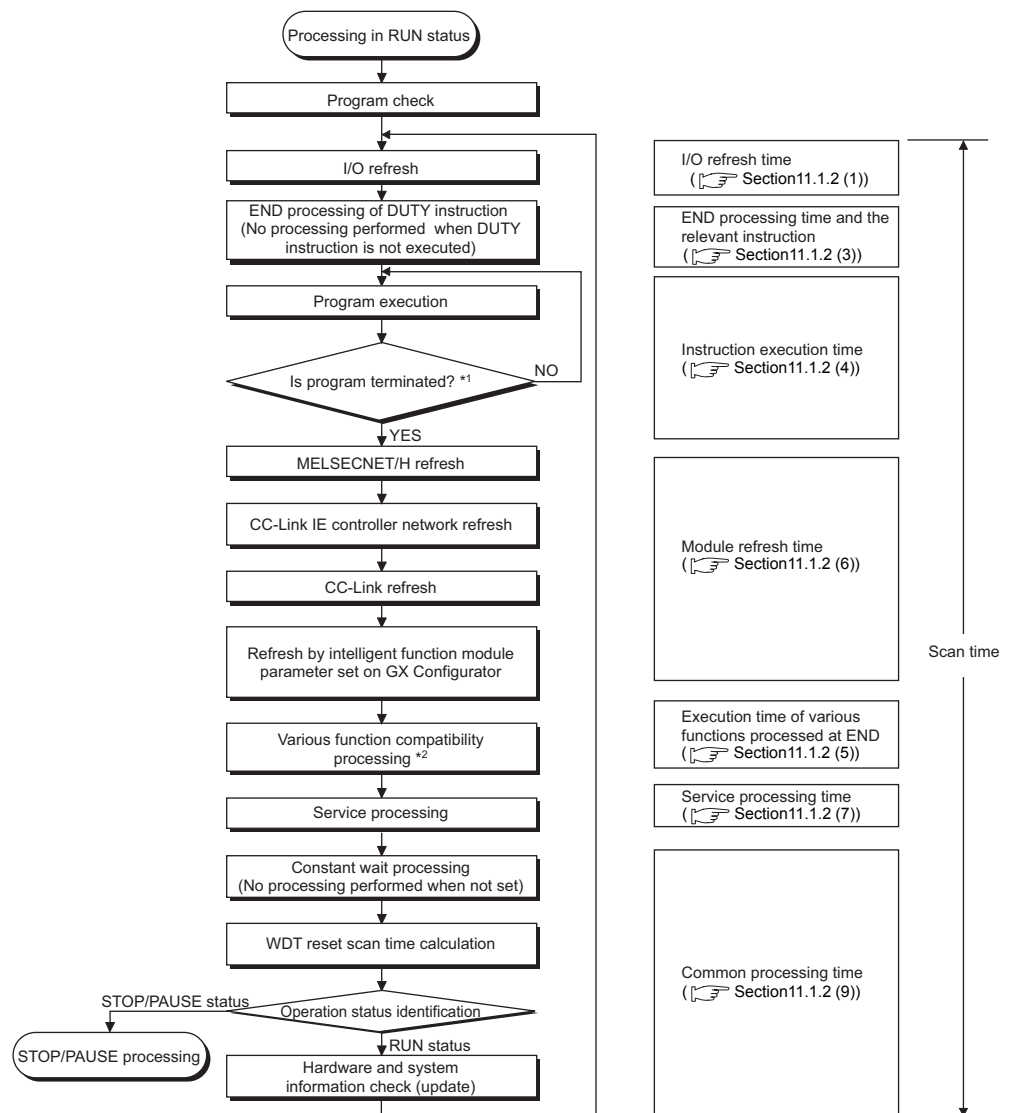 Processing in RUN status
Program check
I/O refresh
END processing of DUTY instruction
(No processing performed when DUTY
instruction is not executed)
Program execution
Is program terminated? *1
NO
YES
MELSECNET/H refresh
CC-Link IE controller network refresh
CC-Link refresh
Refresh by intelligent function module
parameter set on GX Configurator
Various function compatibility
processing *2
Service processing
Constant wait processing
(No processing performed when not set)
WDT reset scan time calculation
STOP/PAUSE status
Operation status identification
STOP/PAUSE processing
RUN status
Hardware and system
information check (update)
I/O refresh time
( Section11.1.2 (1))
END processing time and the
relevant instruction
( Section11.1.2 (3))
Instruction execution time
( Section11.1.2 (4))
Module refresh time
( Section11.1.2 (6))
Execution time of various
functions processed at END
( Section11.1.2 (5))
Service processing time
( Section11.1.2 (7))
Common processing time
( Section11.1.2 (9))
Scan time